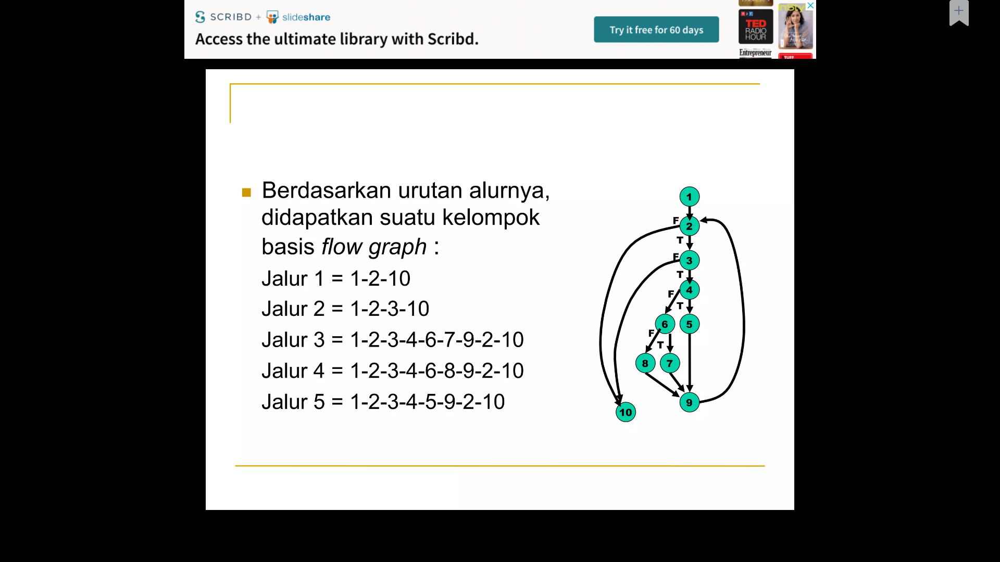 SCRIBD + slideshare
Access the ultimate library with Scribd.
Try it free for 60 days
TED
RADIO
HOUR
Entrepreneur
InStyl
Berdasarkan urutan alurnya,
didapatkan suatu kelompok
basis flow graph :
Jalur 1 = 1-2-10
Jalur 2 = 1-2-3-10
Jalur 3 = 1-2-3-4-6-7-9-2-10
Jalur 4 = 1-2-3-4-6-8-9-2-10
Jalur 5 = 1-2-3-4-5-9-2-10
1
F
2
T
F
3
T
4
F
T
6
5
F
T
8
7
9
10